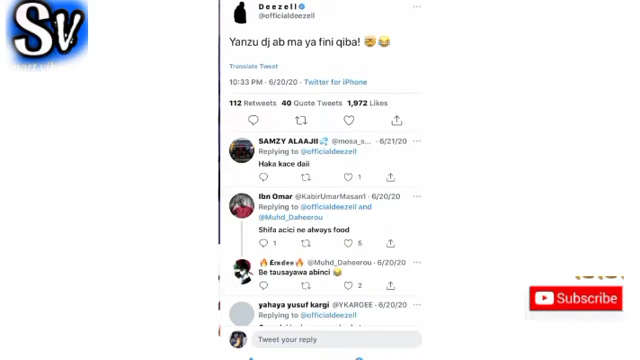 Sv
Deezell
@officialdeezell
Yanzu dj ab ma ya fini qiba! 🤯😂
Translate Tweet
10:33 PM · 6/20/20 · Twitter for iPhone
112 Retweets 40 Quote Tweets 1,972 Likes
SAMZY ALAAJII💦 @mosa_s... · 6/21/20
Replying to @officialdeezell
Haka kace daii
1
Ibn Omar @KabirUmarMasan1 · 6/20/20
Replying to @officialdeezell and
@Muhd_Daheerou
Shifa acici ne always food
1 5
🔥£𝖒dee🔥 @Muhd_Daheerou · 6/20/20
Be tausayawa abinci 😂
2
yahaya yusuf kargi @YKARGEE · 6/20/20
Replying to @officialdeezell
Tweet your reply
Subscribe